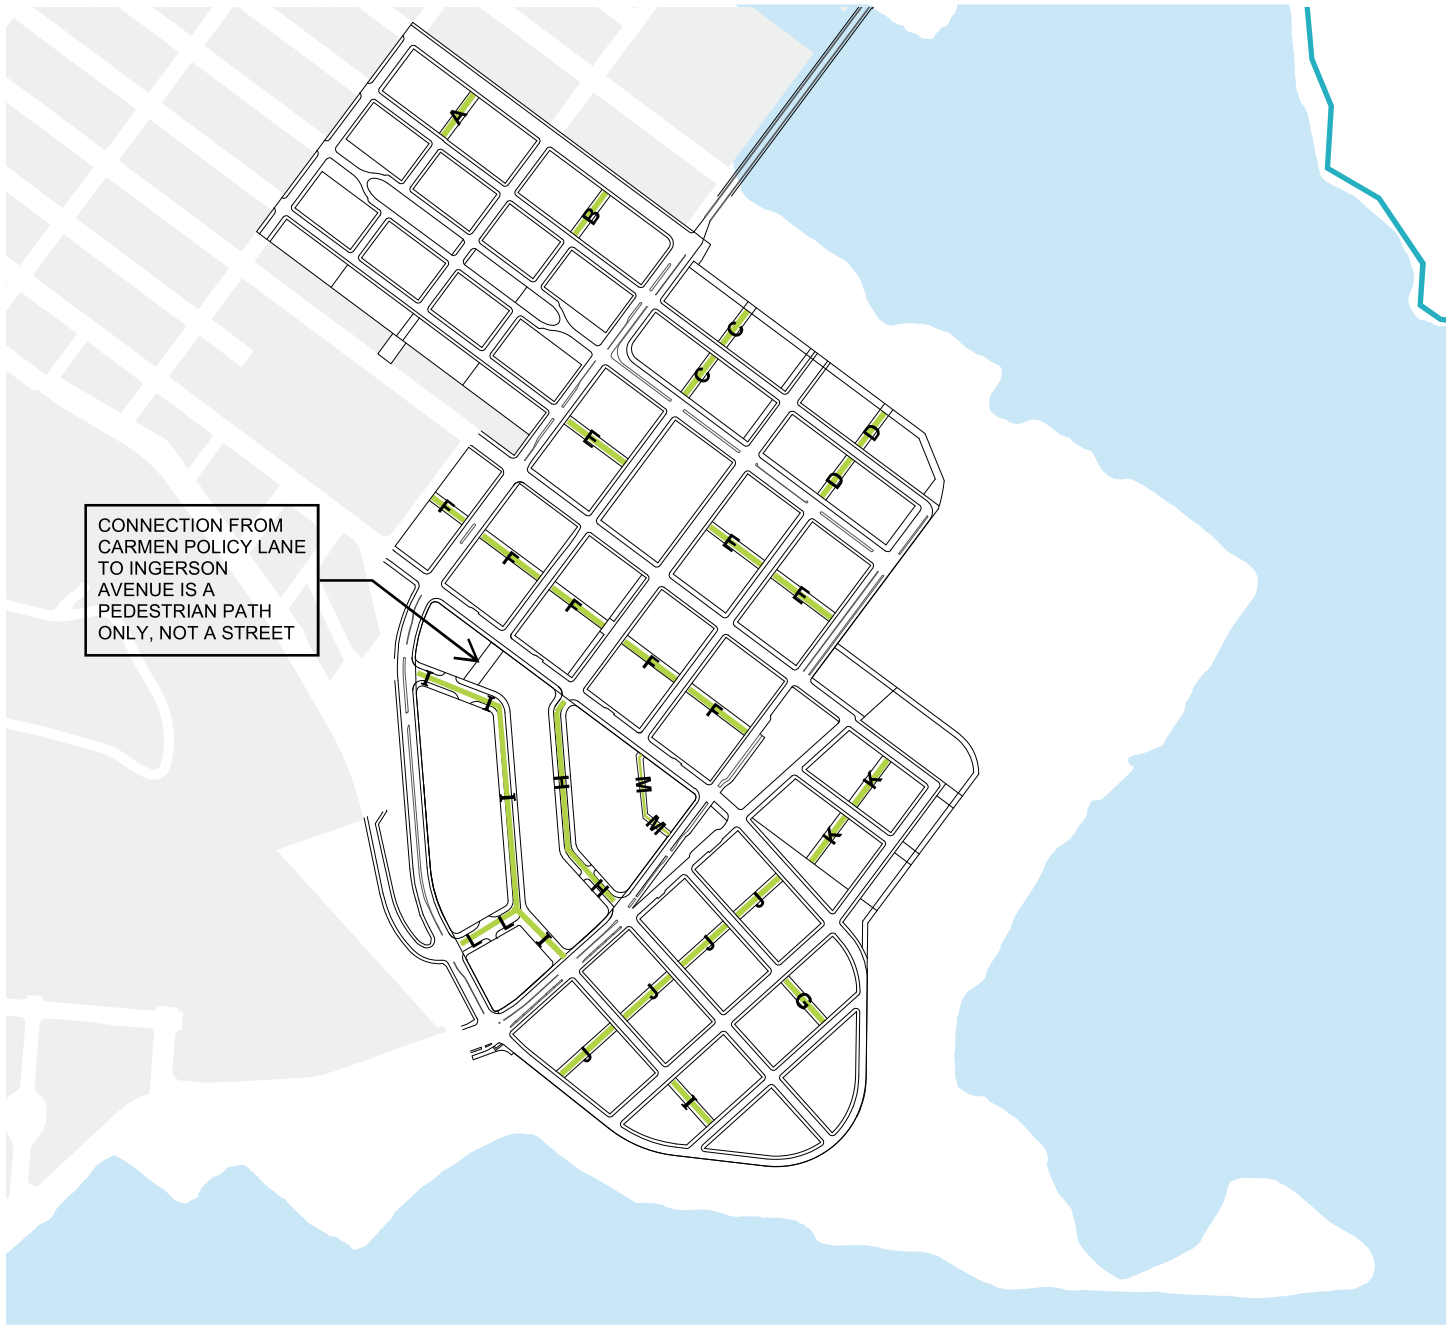 A
B
C
C
D
D
E
E
E
F
F
F
F
F
CONNECTION FROM
CARMEN POLICY LANE
TO INGERSON
AVENUE IS A
PEDESTRIAN PATH
ONLY, NOT A STREET
I
I
I
I
H
H
M
M
K
K
L
L
J
J
J
J
G
I